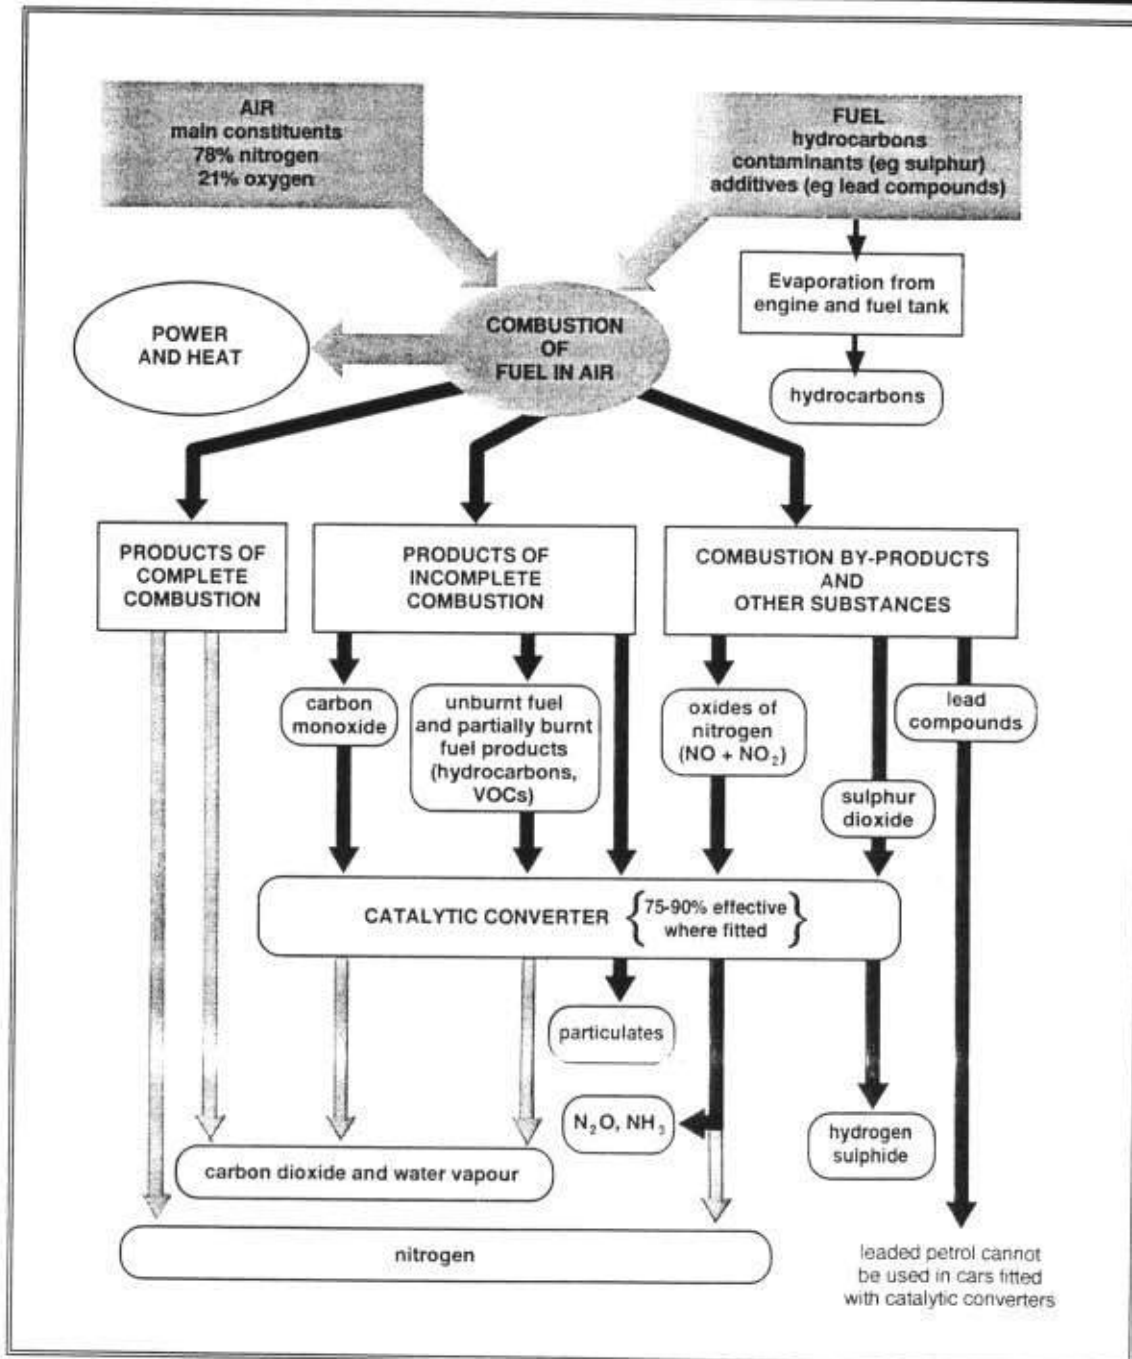 AIR
main constituents
78% nitrogen
21% oxygen
FUEL
hydrocarbons
contaminants (eg sulphur)
additives (eg lead compounds)
Evaporation from
engine and fuel tank
hydrocarbons
COMBUSTION
OF
FUEL IN AIR
POWER
AND HEAT
PRODUCTS OF
COMPLETE
COMBUSTION
PRODUCTS OF
INCOMPLETE
COMBUSTION
COMBUSTION BY-PRODUCTS
AND
OTHER SUBSTANCES
carbon
monoxide
unburnt fuel
and partially burnt
fuel products
(hydrocarbons,
VOCs)
oxides of
nitrogen
(NO + NO₂)
lead
compounds
sulphur
dioxide
CATALYTIC CONVERTER {75-90% effective
where fitted}
particulates
N₂O, NH₃
hydrogen
sulphide
carbon dioxide and water vapour
nitrogen
leaded petrol cannot
be used in cars fitted
with catalytic converters